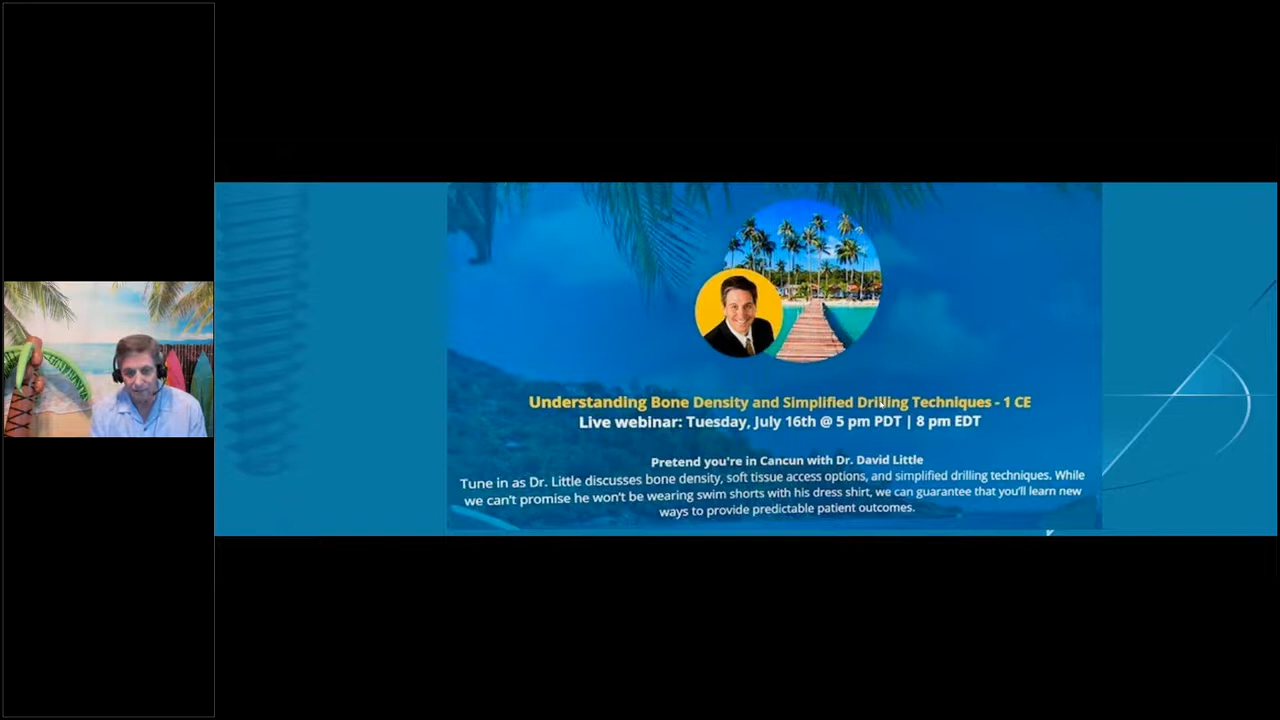 Understanding Bone Density and Simplified Drilling Techniques - 1 CE
Live webinar: Tuesday, July 16th @ 5 pm PDT | 8 pm EDT
Pretend you're in Cancun with Dr. David Little
Tune in as Dr. Little discusses bone density, soft tissue access options, and simplified drilling techniques. While
we can't promise he won't be wearing swim shorts with his dress shirt, we can guarantee that you'll learn new
ways to provide predictable patient outcomes.